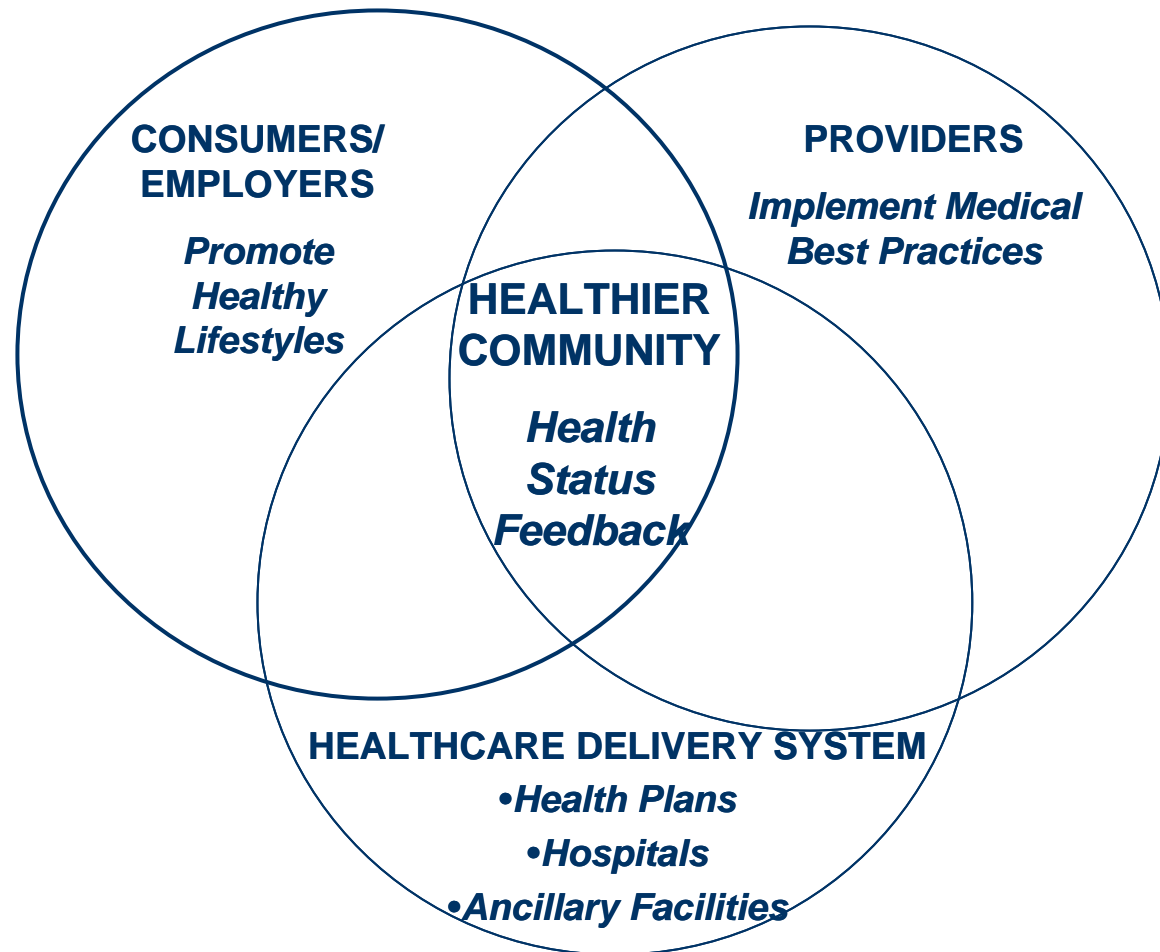 CONSUMERS/
EMPLOYERS
Promote
Healthy
Lifestyles
PROVIDERS
Implement Medical
Best Practices
HEALTHIER
COMMUNITY
Health
Status
Feedback
HEALTHCARE DELIVERY SYSTEM
•Health Plans
•Hospitals
•Ancillary Facilities